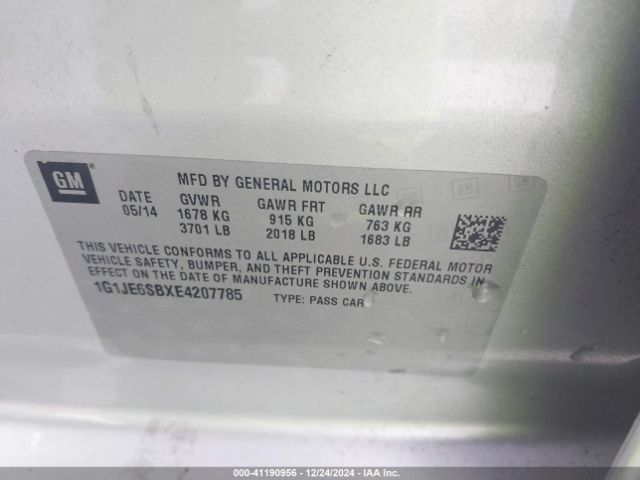 GM®
MFD BY GENERAL MOTORS LLC
DATE GVWR GAWR FRT GAWR RR
05/14 1678 KG 915 KG 763 KG
3701 LB 2018 LB 1683 LB
THIS VEHICLE CONFORMS TO ALL APPLICABLE U.S. FEDERAL MOTOR
VEHICLE SAFETY, BUMPER, AND THEFT PREVENTION STANDARDS IN
EFFECT ON THE DATE OF MANUFACTURE SHOWN ABOVE.
1G1JE6SBXE4207785 TYPE: PASS CAR
000-41190956 - 12/24/2024 - IAA Inc.